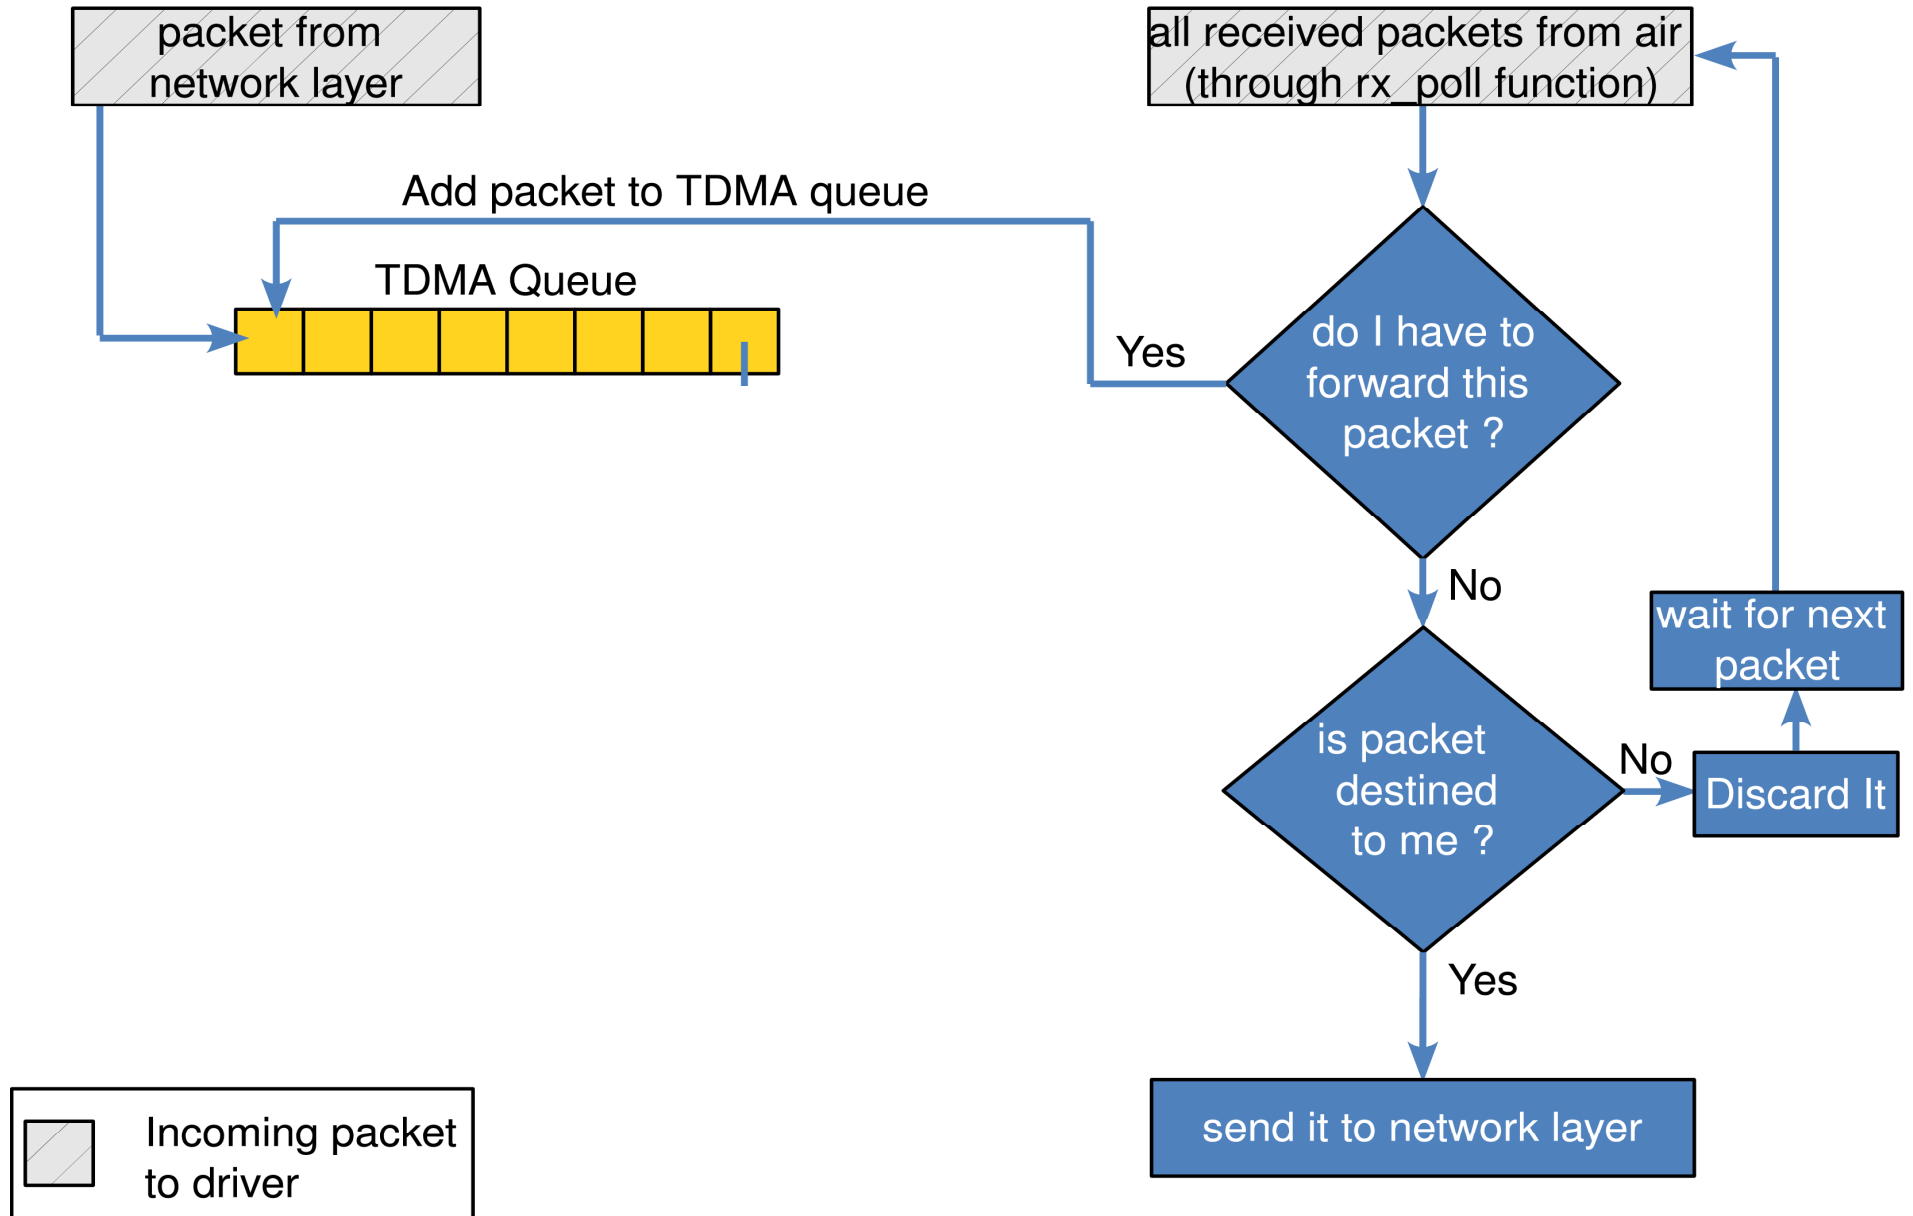 packet from
network layer
all received packets from air
(through rx_poll function)
Add packet to TDMA queue
TDMA Queue
Yes
do I have to
forward this
packet ?
No
wait for next
packet
is packet
destined
to me ?
No
Discard It
Yes
send it to network layer
Incoming packet
to driver